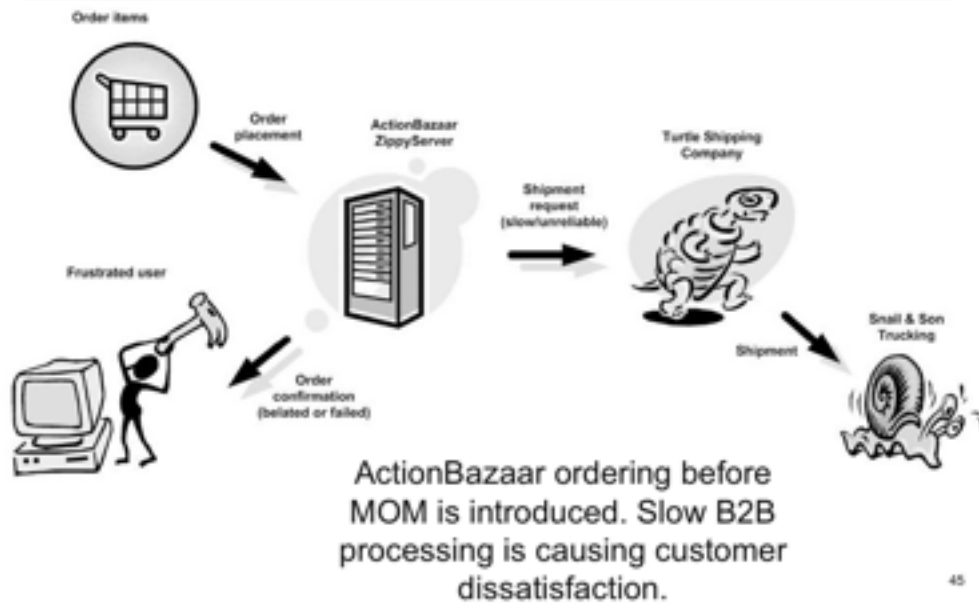 Order items
Order
placement
ActionBazaar
ZippyServer
Turtle Shipping
Company
Shipment
request
(slow/unreliable)
Frustrated user
Snail & Son
Trucking
Shipment
Order
confirmation
(belated or failed)
ActionBazaar ordering before
MOM is introduced. Slow B2B
processing is causing customer
dissatisfaction.
45